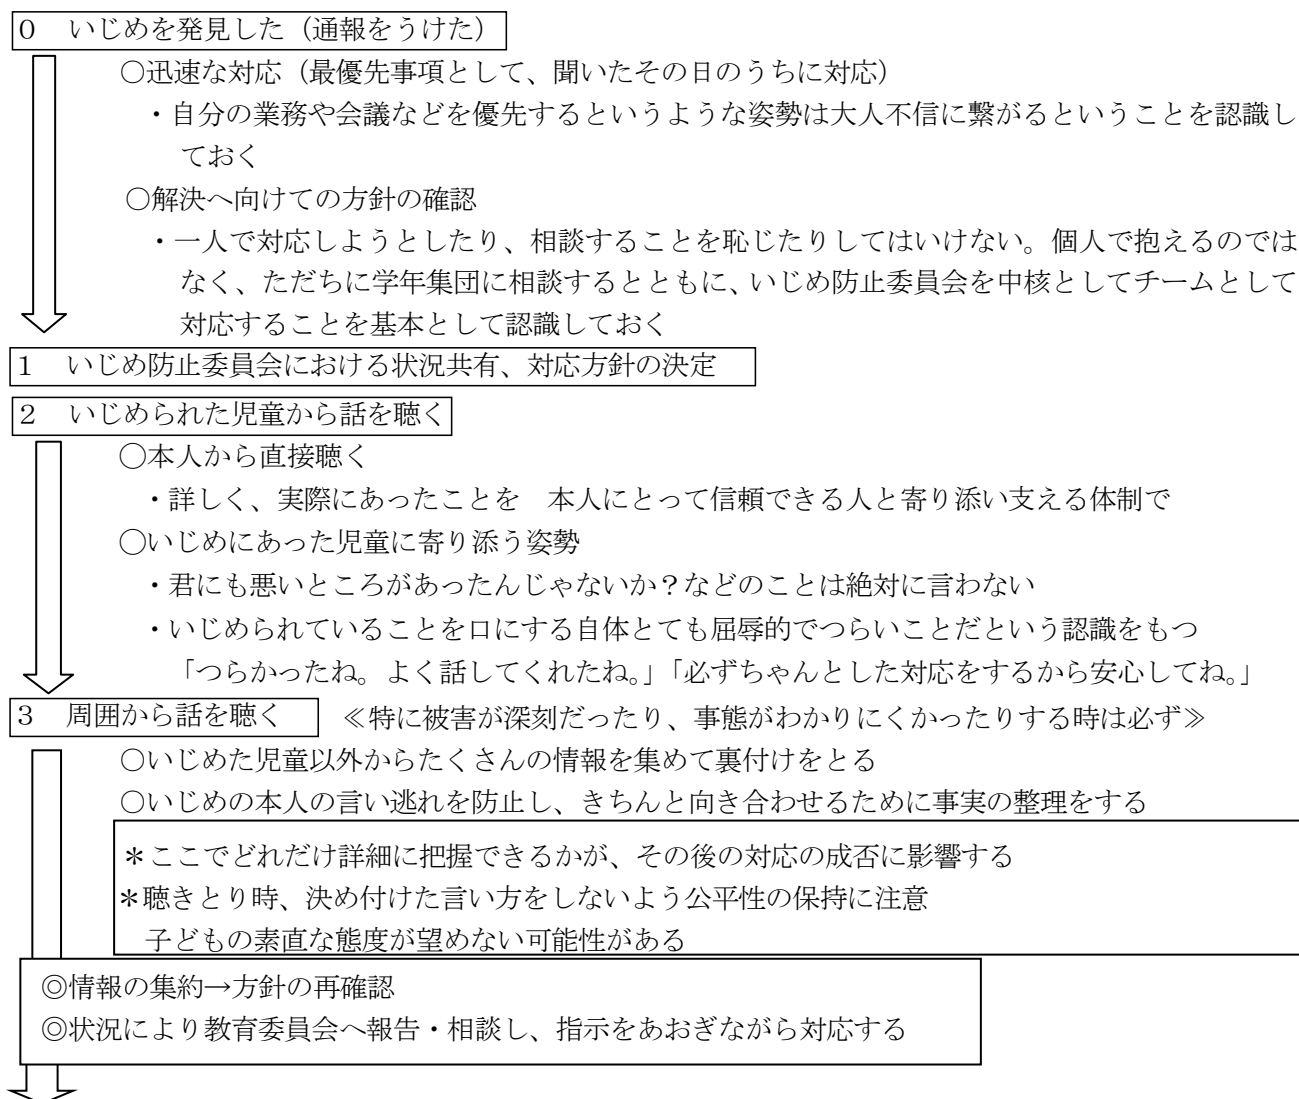 ０　いじめを発見した（通報をうけた）
○迅速な対応（最優先事項として、聞いたその日のうちに対応）
・自分の業務や会議などを優先するというような姿勢は大人不信に繋がるということを認識し
ておく
○解決へ向けての方針の確認
・一人で対応しようとしたり、相談することを恥じたりしてはいけない。個人で抱えるのでは
なく、ただちに学年集団に相談するとともに、いじめ防止委員会を中核としてチームとして
対応することを基本として認識しておく
１　いじめ防止委員会における状況共有、対応方針の決定
２　いじめられた児童から話を聴く
○本人から直接聴く
・詳しく、実際にあったことを　本人にとって信頼できる人と寄り添い支える体制で
○いじめにあった児童に寄り添う姿勢
・君にも悪いところがあったんじゃないか？などのことは絶対に言わない
・いじめられていることを口にする自体とても屈辱的でつらいことだという認識をもつ
「つらかったね。よく話してくれたね。」「必ずちゃんとした対応をするから安心してね。」
３　周囲から話を聴く　≪特に被害が深刻だったり、事態がわかりにくかったりする時は必ず≫
○いじめた児童以外からたくさんの情報を集めて裏付けをとる
○いじめの本人の言い逃れを防止し、きちんと向き合わせるために事実の整理をする
＊ここでどれだけ詳細に把握できるかが、その後の対応の成否に影響する
＊聴きとり時、決め付けた言い方をしないよう公平性の保持に注意
子どもの素直な態度が望めない可能性がある
◎情報の集約→方針の再確認
◎状況により教育委員会へ報告・相談し、指示をあおぎながら対応する